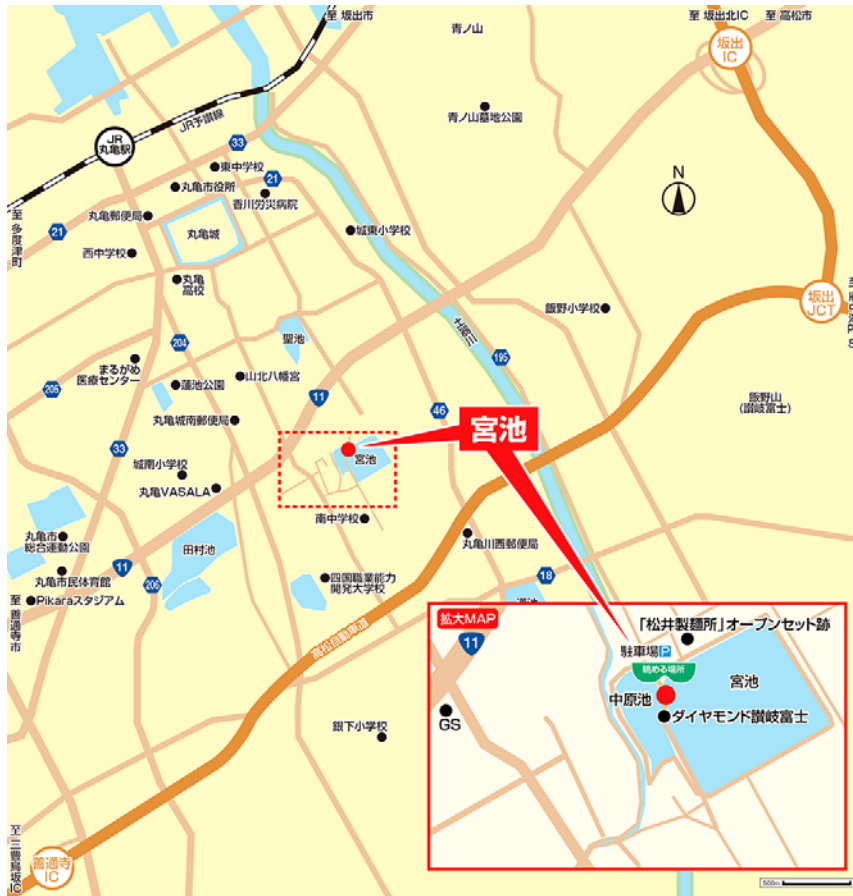 至 坂出市
青ノ山
至 坂出北IC
至 高松市
坂出
IC
JR予讃線
青ノ山墓地公園
JR
丸亀駅
33
東中学校
21
丸亀市役所
香川労災病院
N
至 多度津町
丸亀郵便局
21
丸亀城
城東小学校
西中学校
丸亀
高校
坂出
JCT
飯野小学校
土器川
聖池
204
195
まるがめ
医療センター
山北八幡宮
蓮池公園
205
11
飯野山
(讃岐富士)
46
丸亀城南郵便局
宮池
33
宮池
城南小学校
丸亀VASALA
南中学校
丸亀市
総合運動公園
田村池
丸亀川西郵便局
11
丸亀市民体育館
206
四国職業能力
開発大学校
18
Pikaraスタジアム
至 善通寺市
高松自動車道
拡大MAP
11
「松井製麺所」オープンセット跡
駐車場P
眺める場所
宮池
中原池
GS
ダイヤモンド讃岐富士
銀下小学校
至 三豊鳥坂IC
善通寺
IC
500m